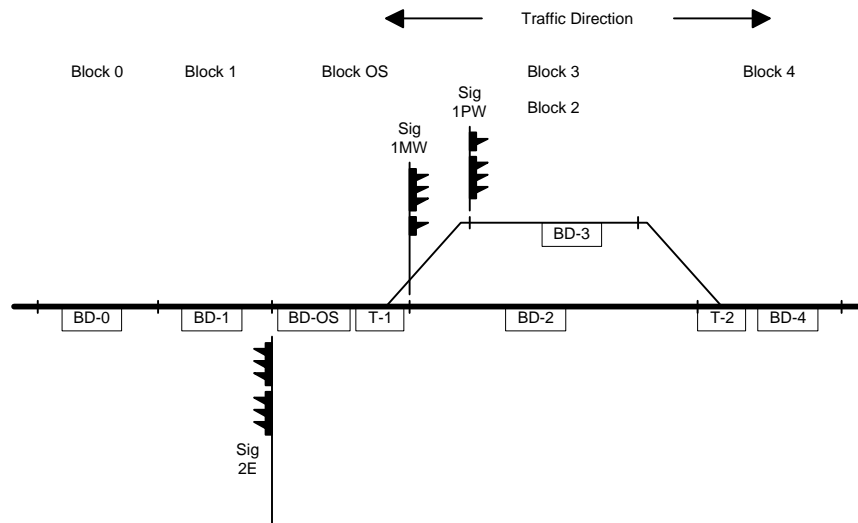 Traffic Direction
Block 0 Block 1 Block OS Block 3 Block 4
Block 2
Sig
1PW
Sig
1MW
BD-3
BD-0 BD-1 BD-OS T-1 BD-2 T-2 BD-4
Sig
2E